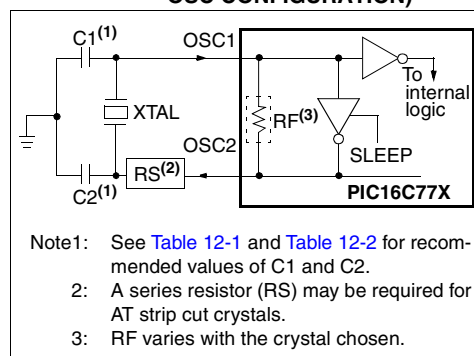 OSC CONFIGURATION)
C1(1)
OSC1
To
internal
logic
XTAL
RF(3)
OSC2
SLEEP
RS(2)
C2(1)
PIC16C77X
Note1: See Table 12-1 and Table 12-2 for recom-
mended values of C1 and C2.
2: A series resistor (RS) may be required for
AT strip cut crystals.
3: RF varies with the crystal chosen.